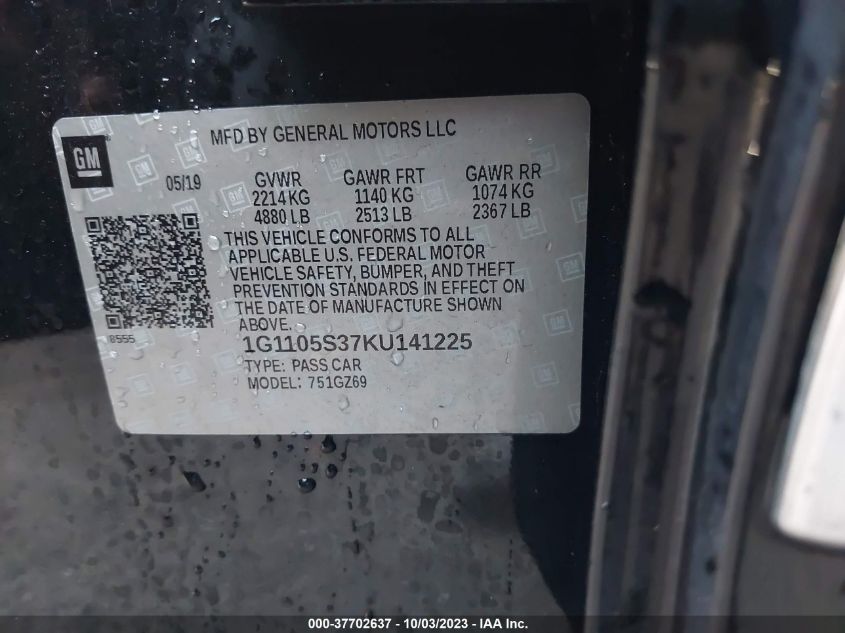 MFD BY GENERAL MOTORS LLC
GM
05/19 GVWR GAWR FRT GAWR RR
2214 KG 1140 KG 1074 KG
4880 LB 2513 LB 2367 LB
THIS VEHICLE CONFORMS TO ALL
APPLICABLE U.S. FEDERAL MOTOR
VEHICLE SAFETY, BUMPER, AND THEFT
PREVENTION STANDARDS IN EFFECT ON
THE DATE OF MANUFACTURE SHOWN
ABOVE.
8555
1G1105S37KU141225
TYPE: PASS CAR
MODEL: 751GZ69
000-37702637 - 10/03/2023 - IAA Inc.